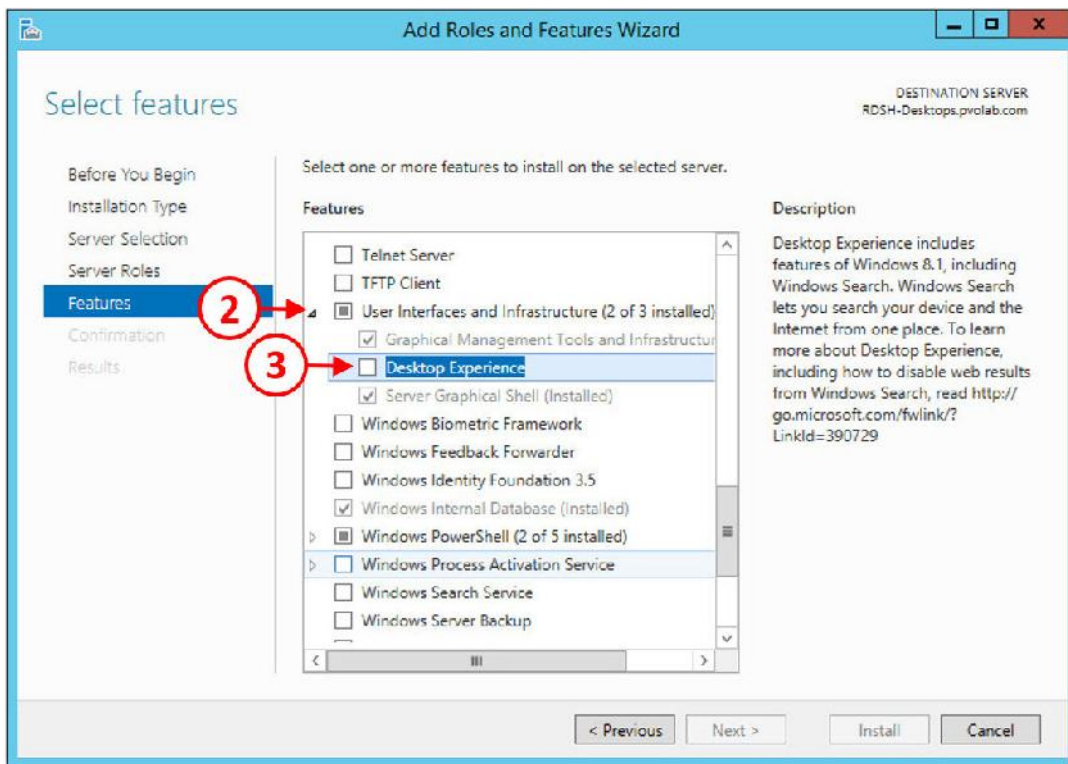 Add Roles and Features Wizard
Select features
DESTINATION SERVER
RDSH-Desktops.pvolab.com
Before You Begin
Installation Type
Server Selection
Server Roles
Features
Confirmation
Results
Select one or more features to install on the selected server.
Features
Telnet Server
TFTP Client
2
User Interfaces and Infrastructure (2 of 3 installed)
Graphical Management Tools and Infrastructur
3
Desktop Experience
Server Graphical Shell (Installed)
Windows Biometric Framework
Windows Feedback Forwarder
Windows Identity Foundation 3.5
Windows Internal Database (Installed)
Windows PowerShell (2 of 5 installed)
Windows Process Activation Service
Windows Search Service
Windows Server Backup
Description
Desktop Experience includes
features of Windows 8.1, including
Windows Search. Windows Search
lets you search your device and the
Internet from one place. To learn
more about Desktop Experience,
including how to disable web results
from Windows Search, read http://
go.microsoft.com/fwlink/?
LinkId=390729
< Previous
Next >
Install
Cancel